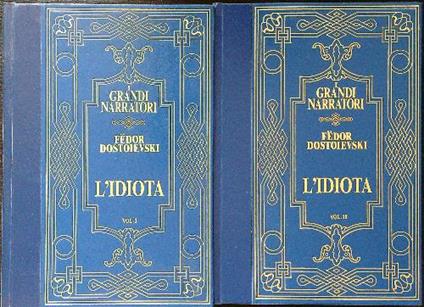 I GRANDI
NARRATORI
FËDOR
DOSTOIEVSKI
L'IDIOTA
VOL. I
I GRANDI
NARRATORI
FËDOR
DOSTOIEVSKI
L'IDIOTA
VOL. II